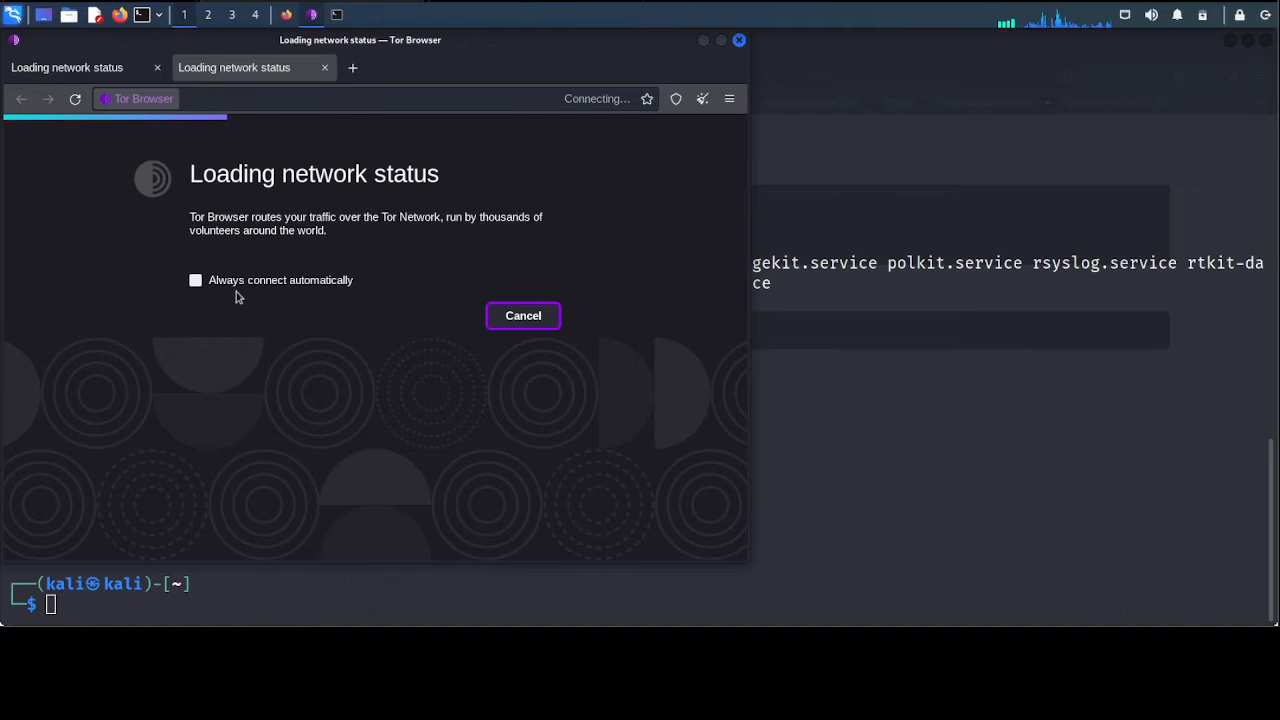 1 2 3 4
Loading network status — Tor Browser
Loading network status
Loading network status
Tor Browser
Connecting...
Loading network status
Tor Browser routes your traffic over the Tor Network, run by thousands of
volunteers around the world.
Always connect automatically
Cancel
gekit.service polkit.service rsyslog.service rtkit-da
ce
(kali㉿kali)-[~]
$